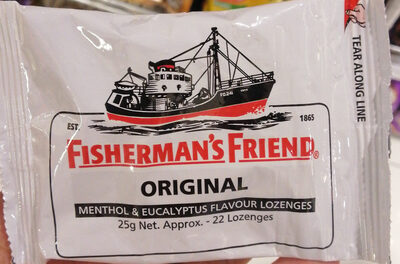 TEAR ALONG LINE
EST. 1865
FISHERMAN'S FRIEND®
ORIGINAL
MENTHOL & EUCALYPTUS FLAVOUR LOZENGES
25g Net. Approx. - 22 Lozenges